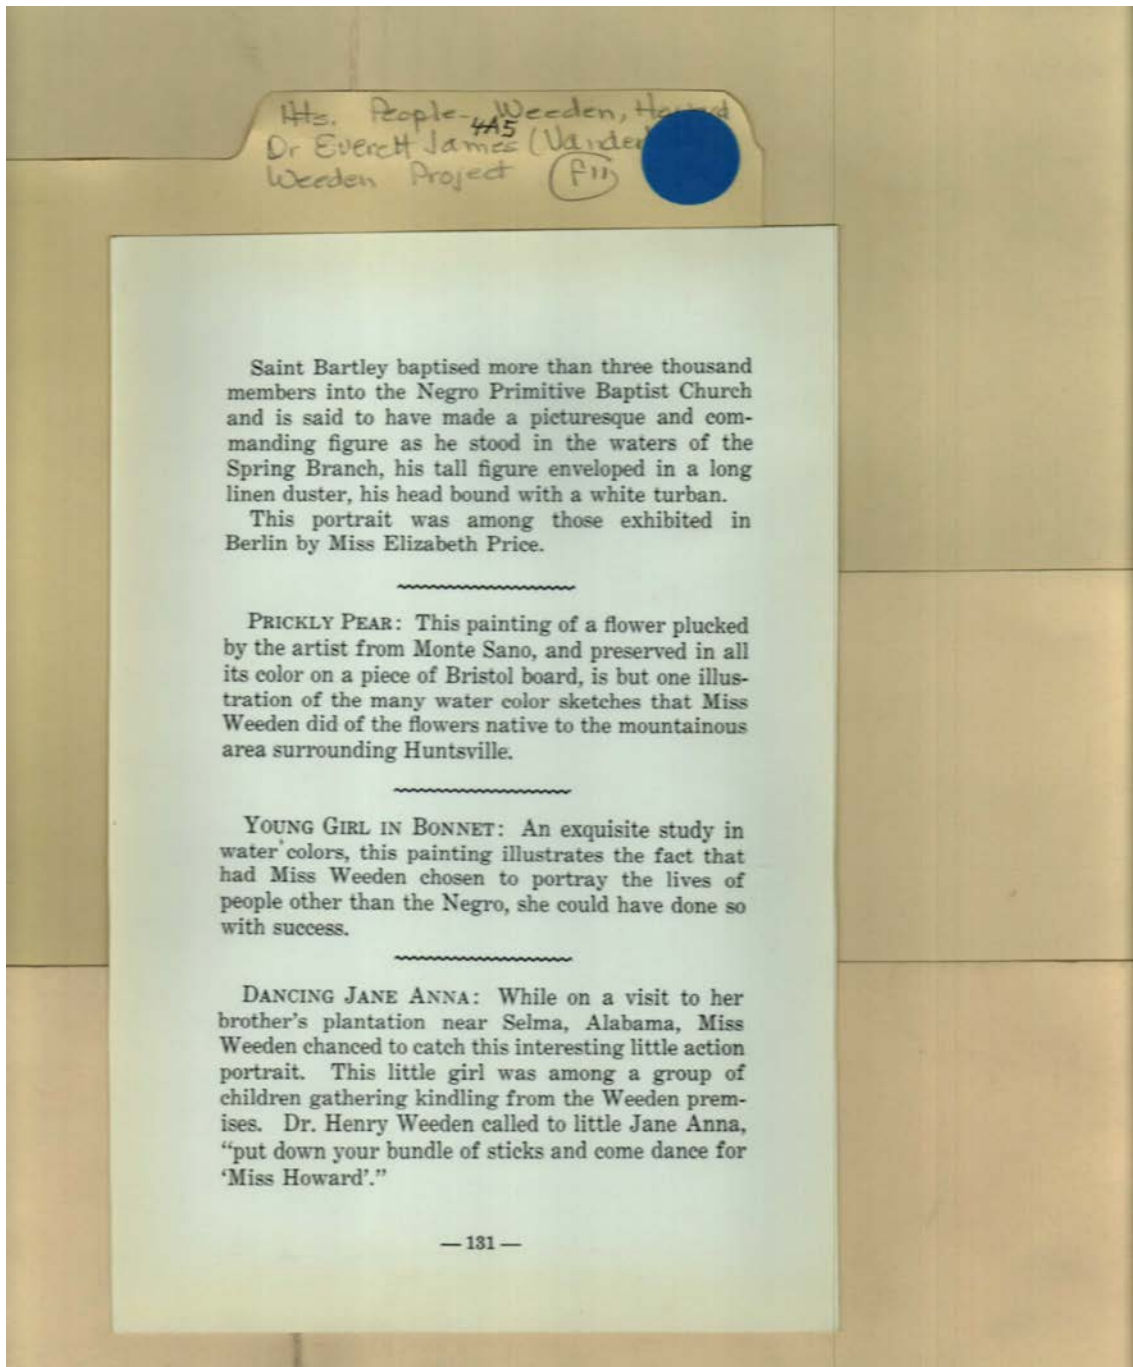 Hts. People- Weeden, Howard
4A5
Dr Everett James (Vander
Weeden Project f11
Saint Bartley baptised more than three thousand
members into the Negro Primitive Baptist Church
and is said to have made a picturesque and com-
manding figure as he stood in the waters of the
Spring Branch, his tall figure enveloped in a long
linen duster, his head bound with a white turban.
This portrait was among those exhibited in
Berlin by Miss Elizabeth Price.
PRICKLY PEAR: This painting of a flower plucked
by the artist from Monte Sano, and preserved in all
its color on a piece of Bristol board, is but one illus-
tration of the many water color sketches that Miss
Weeden did of the flowers native to the mountainous
area surrounding Huntsville.
YOUNG GIRL IN BONNET: An exquisite study in
water colors, this painting illustrates the fact that
had Miss Weeden chosen to portray the lives of
people other than the Negro, she could have done so
with success.
DANCING JANE ANNA: While on a visit to her
brother's plantation near Selma, Alabama, Miss
Weeden chanced to catch this interesting little action
portrait. This little girl was among a group of
children gathering kindling from the Weeden prem-
ises. Dr. Henry Weeden called to little Jane Anna,
"put down your bundle of sticks and come dance for
'Miss Howard'."
— 131 —